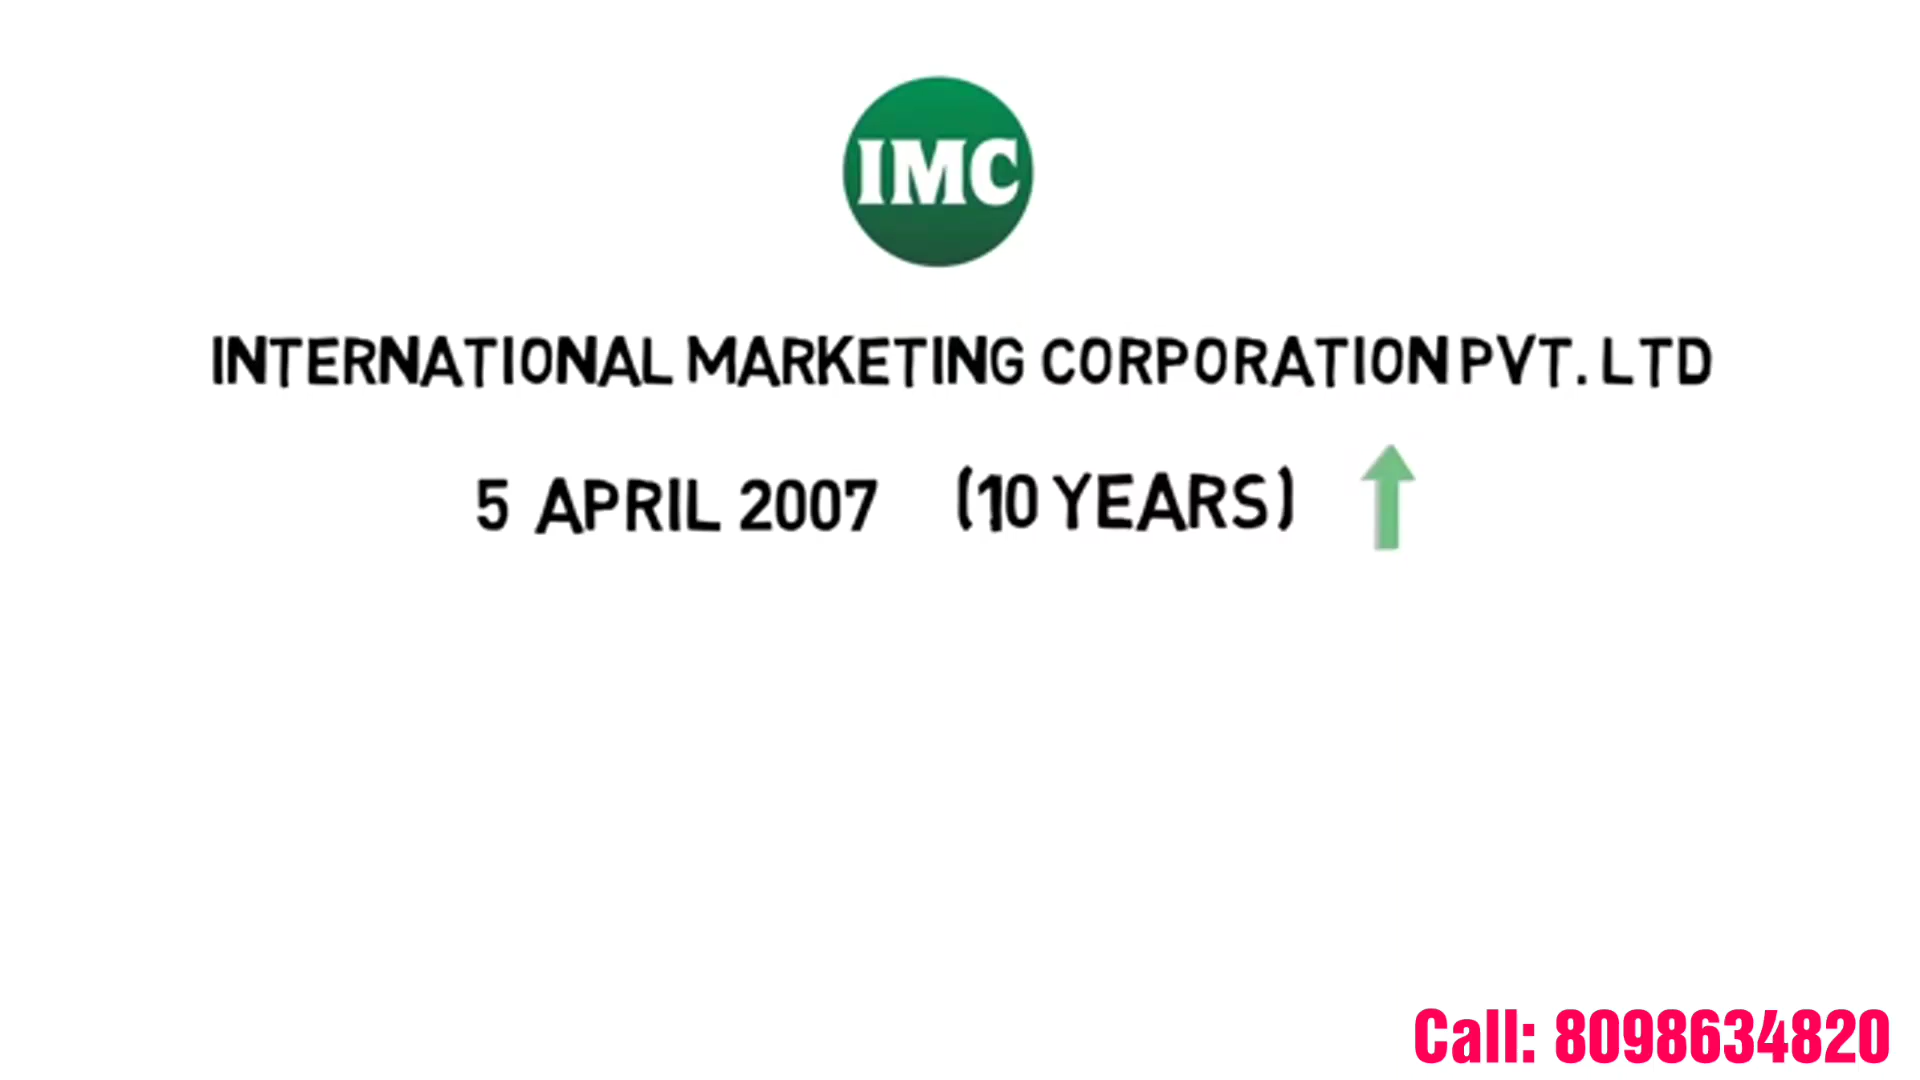 IMC
INTERNATIONAL MARKETING CORPORATION PVT. LTD
5 APRIL 2007 (10 YEARS)
Call: 8098634820